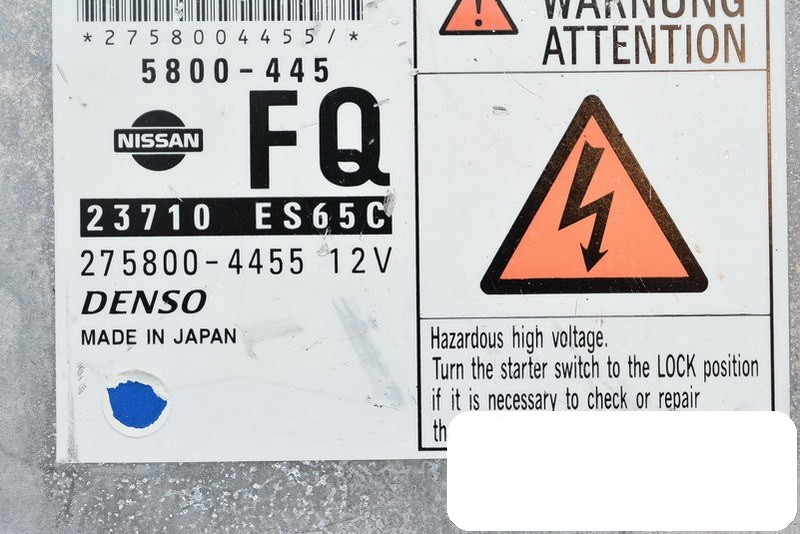 *2758004455/*
5800-445
FQ
NISSAN
23710 ES65C
275800-4455 12V
DENSO
MADE IN JAPAN
WARNUNG
ATTENTION
Hazardous high voltage.
Turn the starter switch to the LOCK position
if it is necessary to check or repair